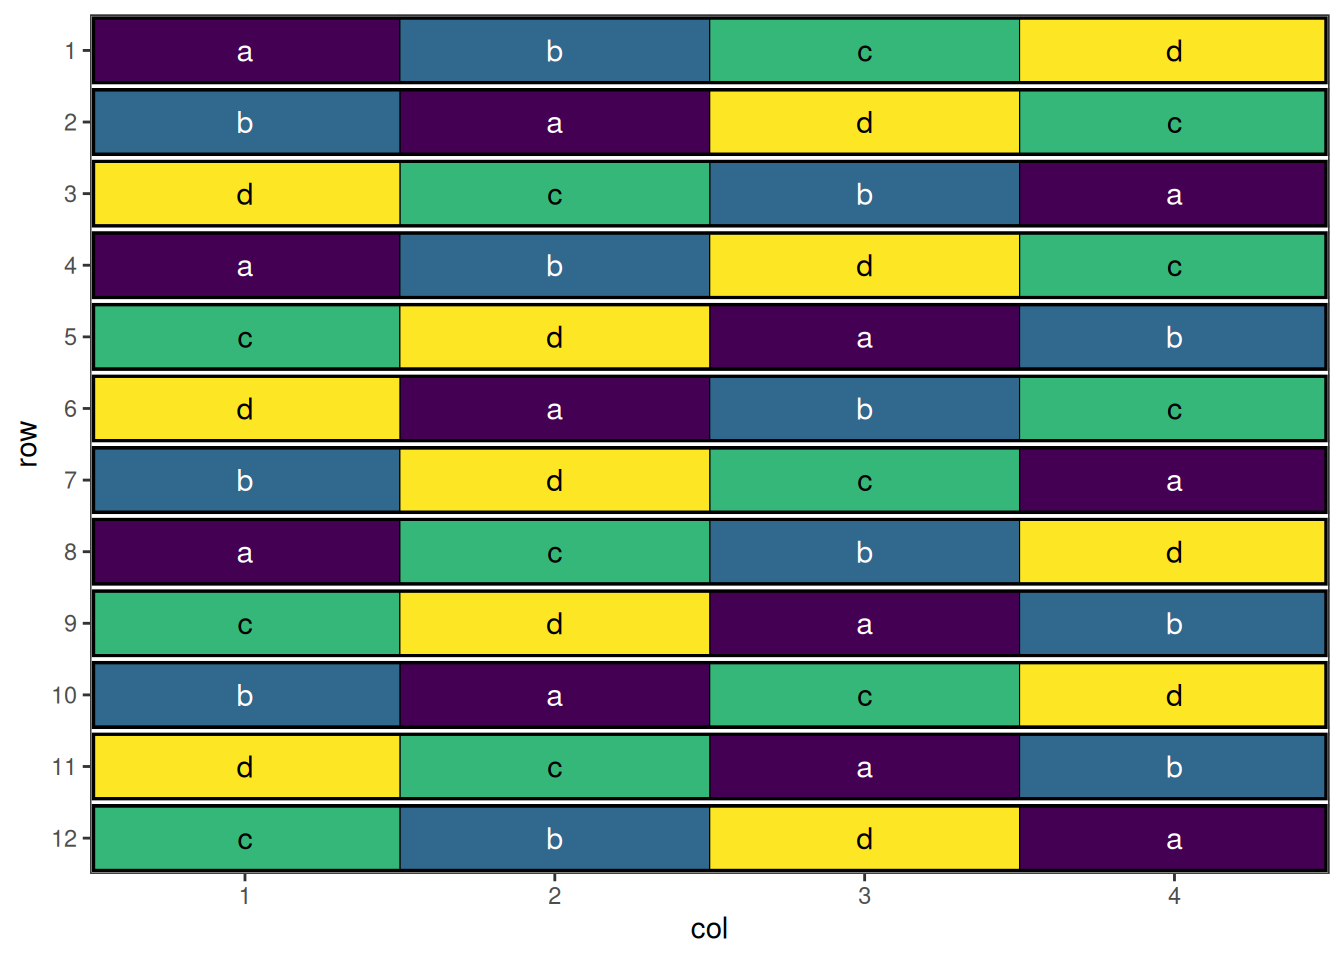 1 a b c d
2 b a d c
3 d c b a
4 a b d c
5 c d a b
6 d a b c
row
7 b d c a
8 a c b d
9 c d a b
10 b a c d
11 d c a b
12 c b d a
1 2 3 4
col